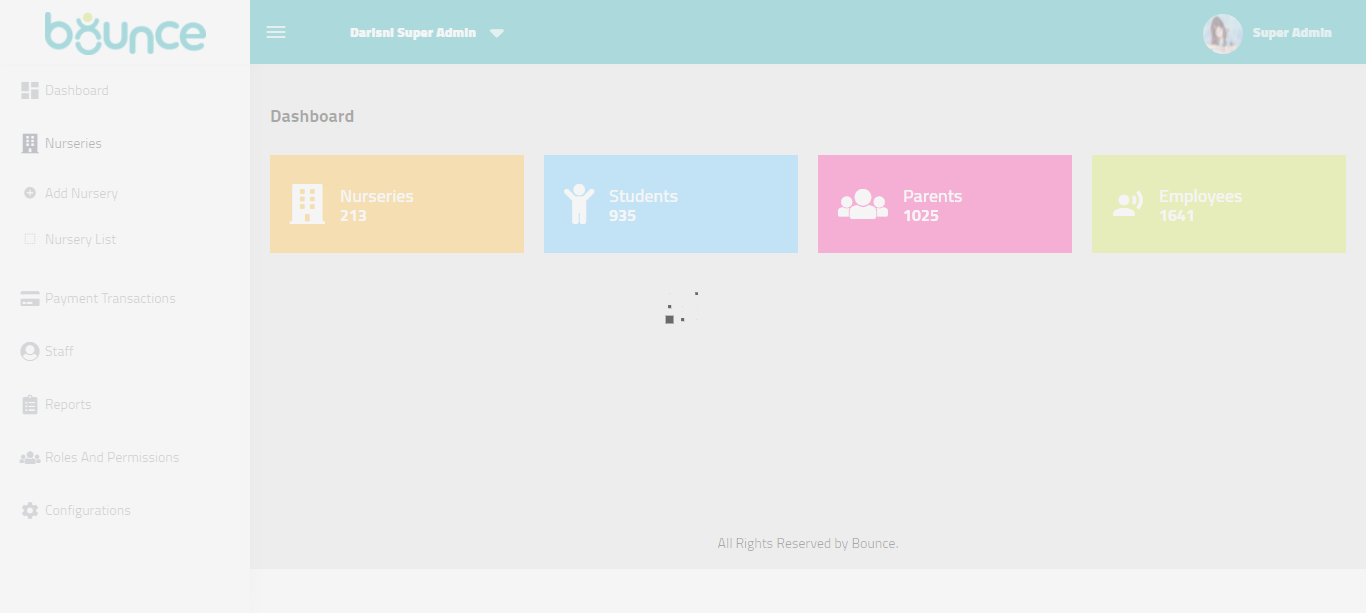 bounce
Darisni Super Admin
Super Admin
Dashboard
Nurseries
Add Nursery
Nursery List
Payment Transactions
Staff
Reports
Roles And Permissions
Configurations
Dashboard
Nurseries
213
Students
935
Parents
1025
Employees
1641
All Rights Reserved by Bounce.